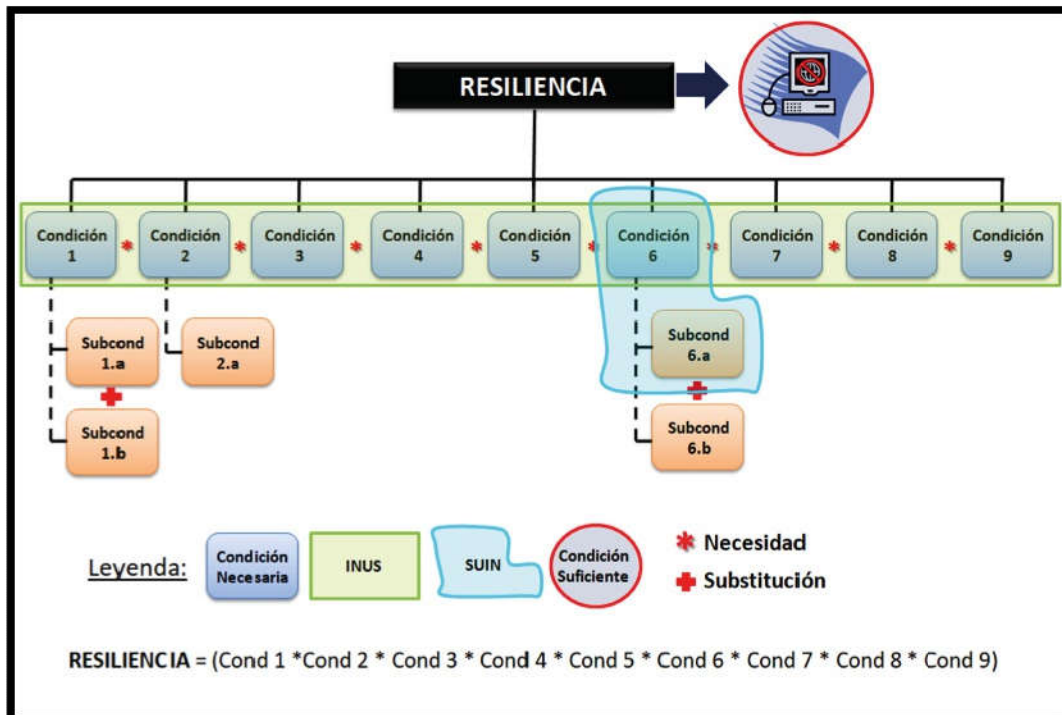 RESILIENCIA
Condición
1
*
Condición
2
*
Condición
3
*
Condición
4
*
Condición
5
*
Condición
6
*
Condición
7
*
Condición
8
*
Condición
9
Subcond
1.a
Subcond
2.a
Subcond
6.a
Subcond
1.b
Subcond
6.b
Leyenda:
Condición
Necesaria
INUS
SUIN
Condición
Suficiente
* Necesidad
Substitución
RESILIENCIA = (Cond 1 *Cond 2 * Cond 3 * Cond 4 * Cond 5 * Cond 6 * Cond 7 * Cond 8 * Cond 9)